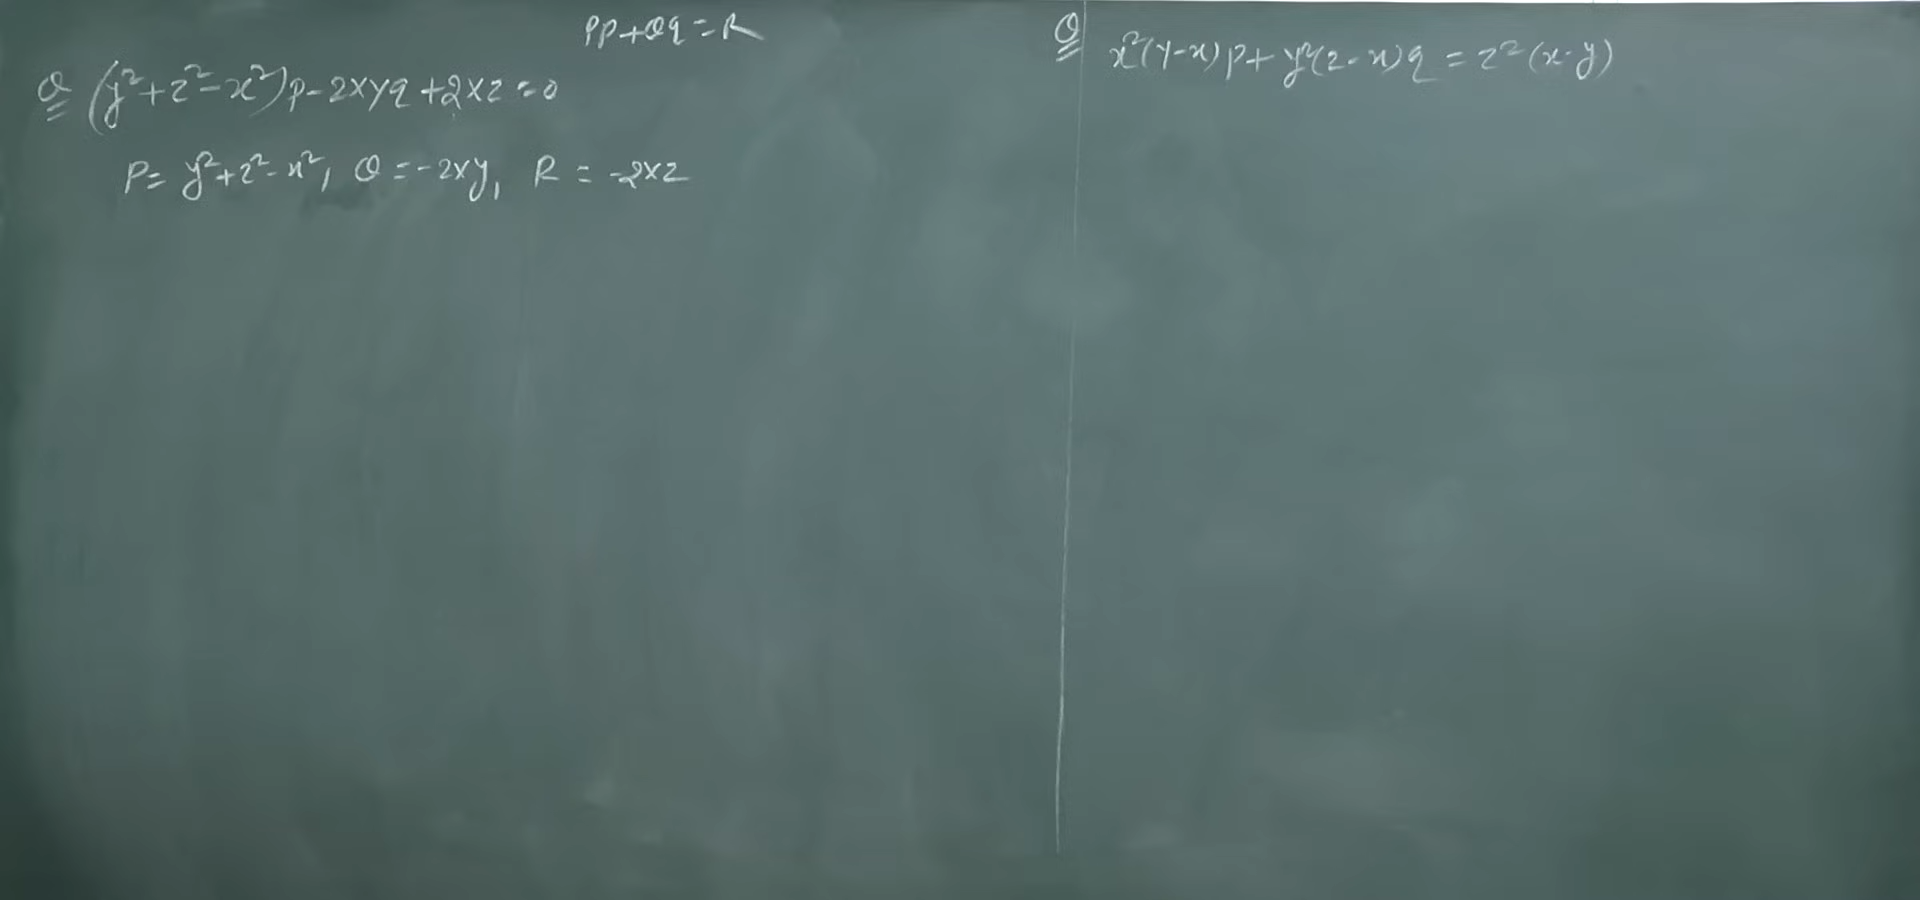 Pp+Qq=R
Q (y²+z²-x²)p-2xyq+2xz=0
P= y²+z²-x², Q=-2xy, R = -2xz
Q x²(y-x)p+y²(z-x)q=z²(x-y)